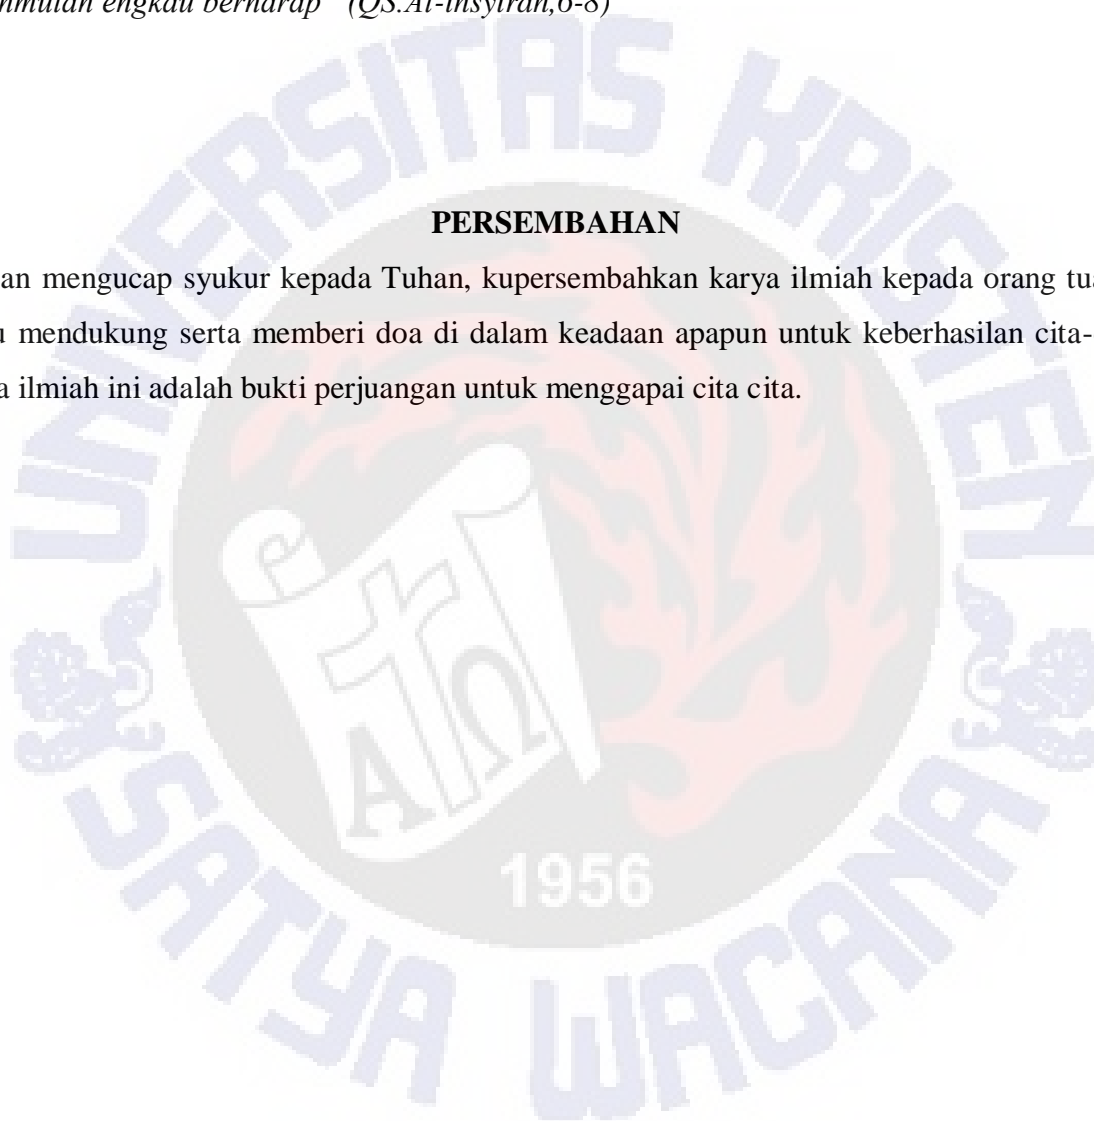 engkau berharap" (QS.Al-Insyirah,6-8)
PERSEMBAHAN
an mengucap syukur kepada Tuhan, kupersembahkan karya ilmiah kepada orang tua
u mendukung serta memberi doa di dalam keadaan apapun untuk keberhasilan cita-
a ilmiah ini adalah bukti perjuangan untuk menggapai cita cita.
UNIVERSITAS KRISTEN
A Ω
1956
SATYA WACANA